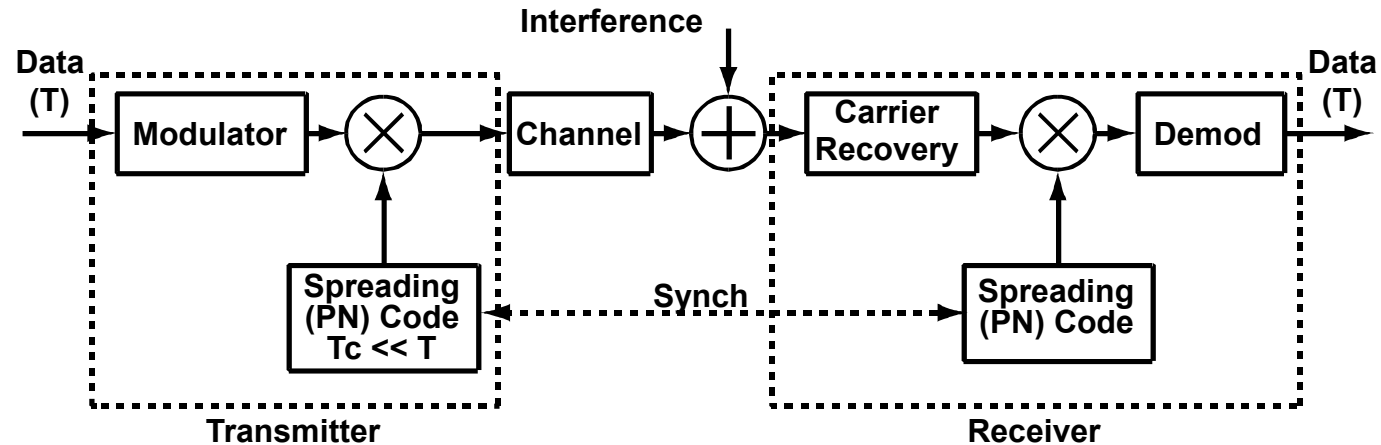 Interference
Data
(T)
Modulator
Channel
Carrier
Recovery
Demod
Data
(T)
Spreading
(PN) Code
Tc << T
Synch
Spreading
(PN) Code
Transmitter
Receiver